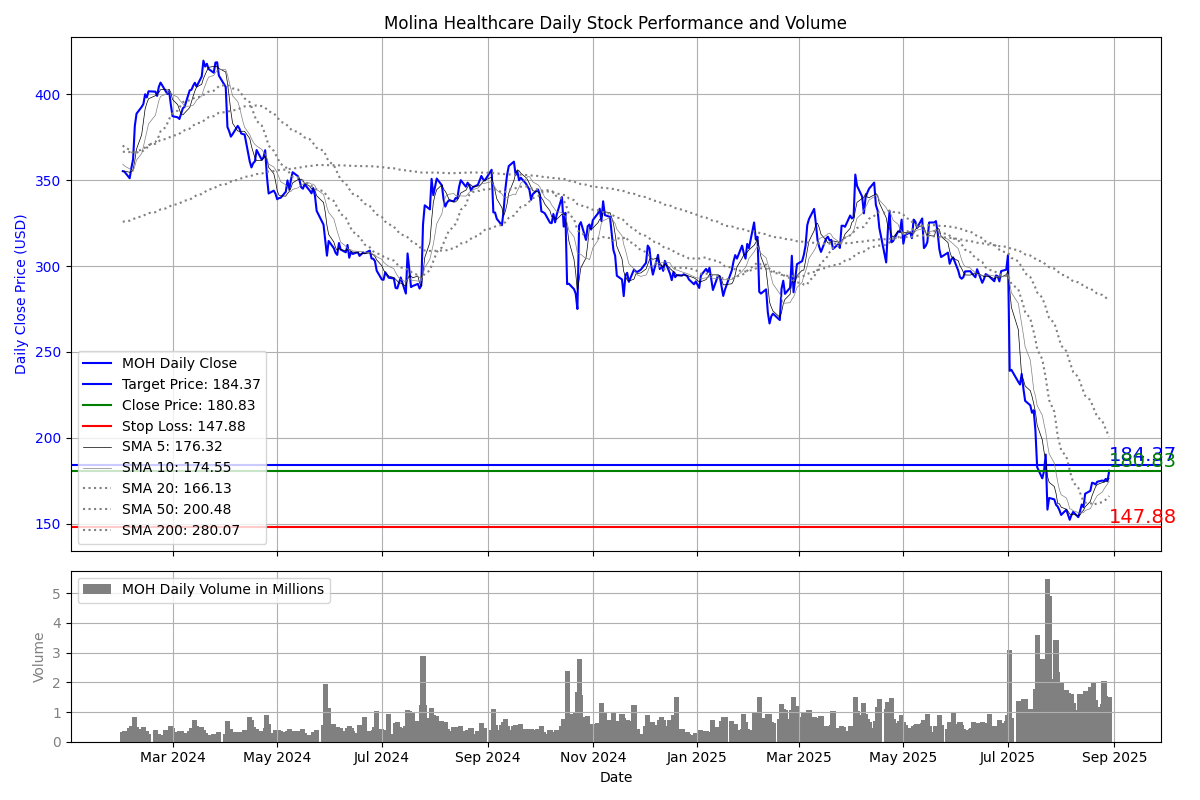 Molina Healthcare Daily Stock Performance and Volume
Daily Close Price (USD)
400
350
300
250
200
150
MOH Daily Close
Target Price: 184.37
Close Price: 180.83
Stop Loss: 147.88
SMA 5: 176.32
SMA 10: 174.55
SMA 20: 166.13
SMA 50: 200.48
SMA 200: 280.07
184.37
180.83
147.88
MOH Daily Volume in Millions
Volume
5
4
3
2
1
0
Mar 2024 May 2024 Jul 2024 Sep 2024 Nov 2024 Jan 2025 Mar 2025 May 2025 Jul 2025 Sep 2025
Date